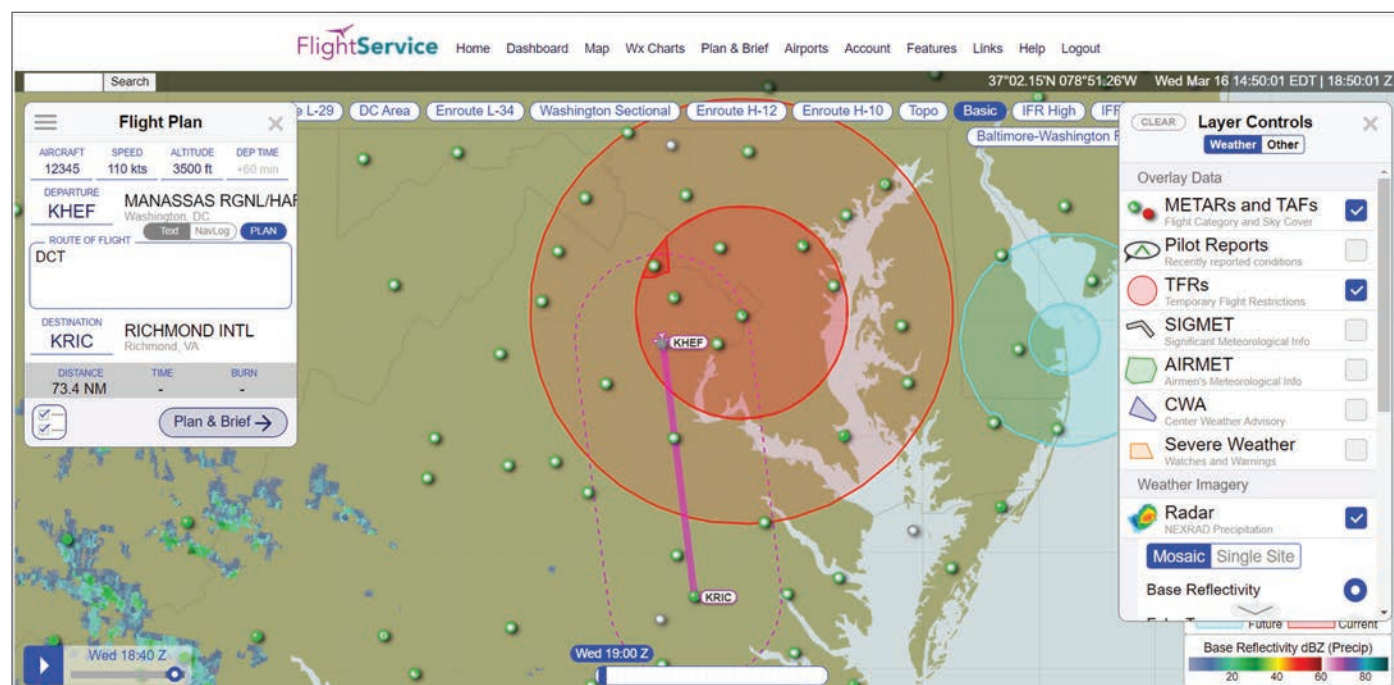 FlightService Home Dashboard Map Wx Charts Plan & Brief Airports Account Features Links Help Logout
Search
37°02.15'N 078°51.26'W Wed Mar 16 14:50:01 EDT | 18:50:01 Z
L-29 DC Area Enroute L-34 Washington Sectional Enroute H-12 Enroute H-10 Topo Basic IFR High
Flight Plan
AIRCRAFT SPEED ALTITUDE DEP TIME
12345 110 kts 3500 ft +60 min
DEPARTURE
KHEF
MANASSAS RGNL/HAR
Washington, DC
Text NavLog PLAN
ROUTE OF FLIGHT
DCT
DESTINATION
KRIC
RICHMOND INTL
Richmond, VA
DISTANCE TIME BURN
73.4 NM - -
Plan & Brief
KHEF
KRIC
Baltimore-Washington
CLEAR Layer Controls
Weather Other
Overlay Data
METARs and TAFs
Flight Category and Sky Cover
Pilot Reports
Recently reported conditions
TFRs
Temporary Flight Restrictions
SIGMET
Significant Meteorological Info
AIRMET
Airmen's Meteorological Info
CWA
Center Weather Advisory
Severe Weather
Watches and Warnings
Weather Imagery
Radar
NEXRAD Precipitation
Mosaic Single Site
Base Reflectivity
Future Current
Wed 18:40 Z
Wed 19:00 Z
Base Reflectivity dBZ (Precip)
20 40 60 80